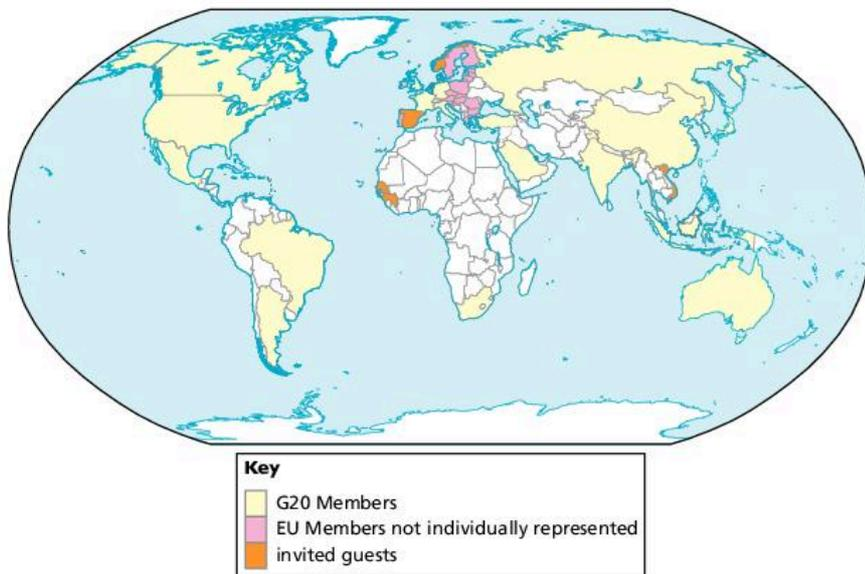 Key
G20 Members
EU Members not individually represented
invited guests